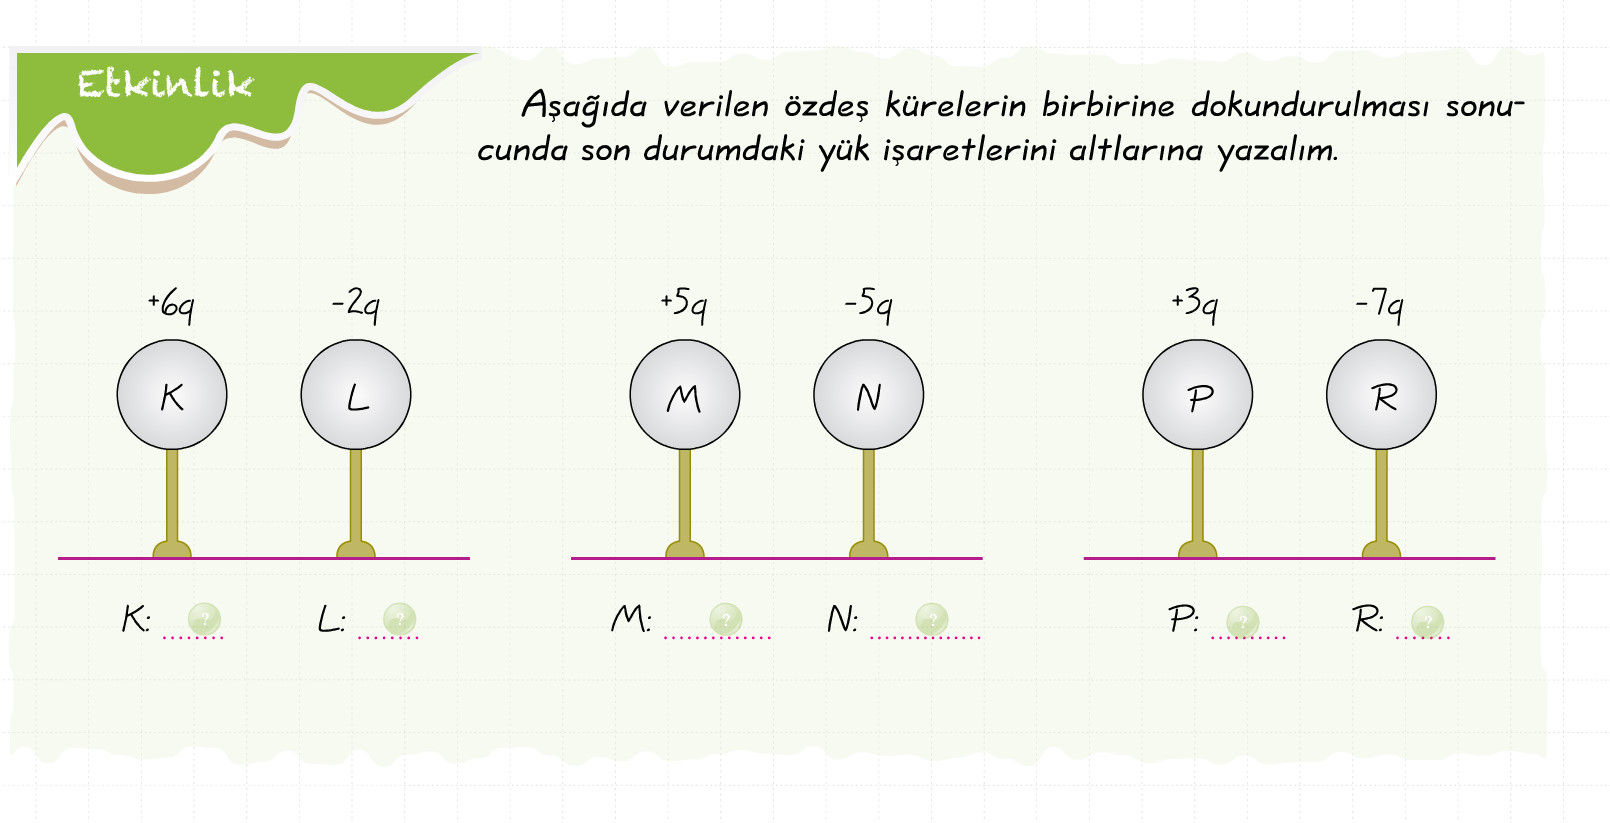 Etkinlik
Aşağıda verilen özdeş kürelerin birbirine dokundurulması sonu-
cunda son durumdaki yük işaretlerini altlarına yazalım.
+6q -2q +5q -5q +3q -7q
K L M N P R
K: ? L: ? M: ? N: ? P: ? R: ?